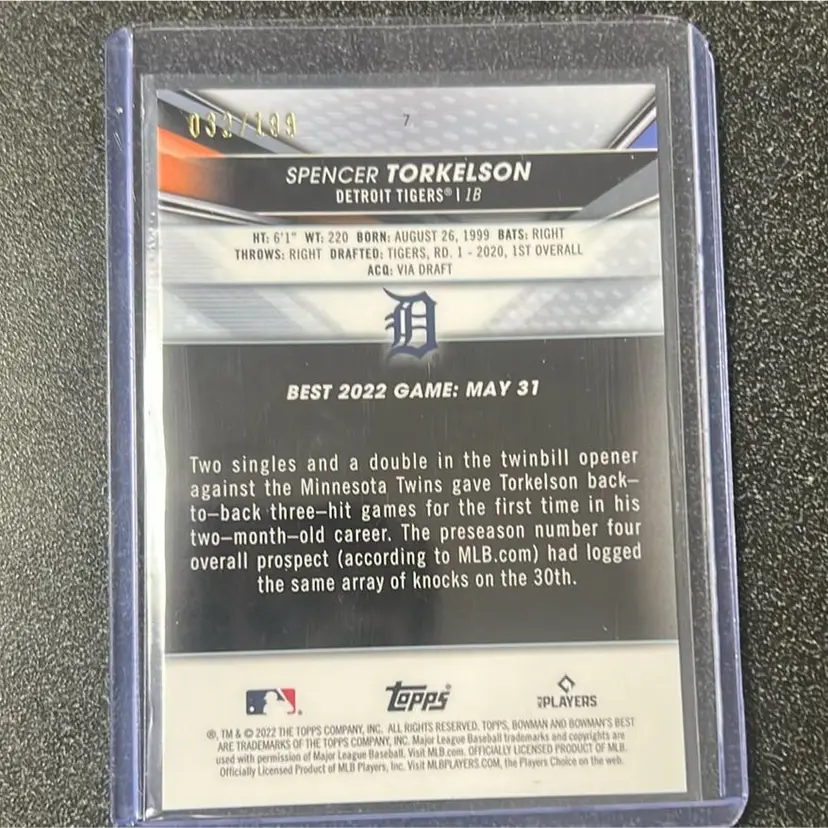 032/199
7
SPENCER TORKELSON
DETROIT TIGERS® | 1B
HT: 6'1" WT: 220 BORN: AUGUST 26, 1999 BATS: RIGHT
THROWS: RIGHT DRAFTED: TIGERS, RD. 1 - 2020, 1ST OVERALL
ACQ: VIA DRAFT
D
BEST 2022 GAME: MAY 31
Two singles and a double in the twinbill opener
against the Minnesota Twins gave Torkelson back–
to–back three–hit games for the first time in his
two–month–old career. The preseason number four
overall prospect (according to MLB.com) had logged
the same array of knocks on the 30th.
Topps
PLAYERS
®, TM & © 2022 THE TOPPS COMPANY, INC. ALL RIGHTS RESERVED. TOPPS, BOWMAN AND BOWMAN'S BEST
ARE TRADEMARKS OF THE TOPPS COMPANY, INC. Major League Baseball trademarks and copyrights are
used with permission of Major League Baseball. Visit MLB.com. OFFICIALLY LICENSED PRODUCT OF MLB
Officially Licensed Product of MLB Players, Inc. Visit MLBPLAYERS.COM, the Players Choice on the web.